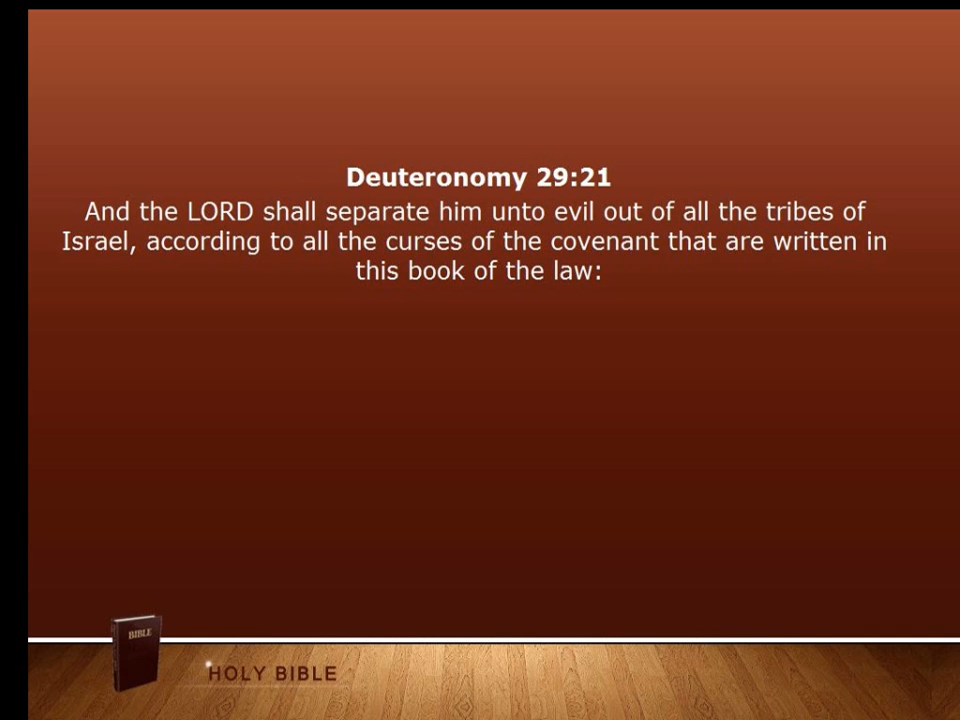 Deuteronomy 29:21
And the LORD shall separate him unto evil out of all the tribes of
Israel, according to all the curses of the covenant that are written in
this book of the law:
BIBLE
HOLY BIBLE